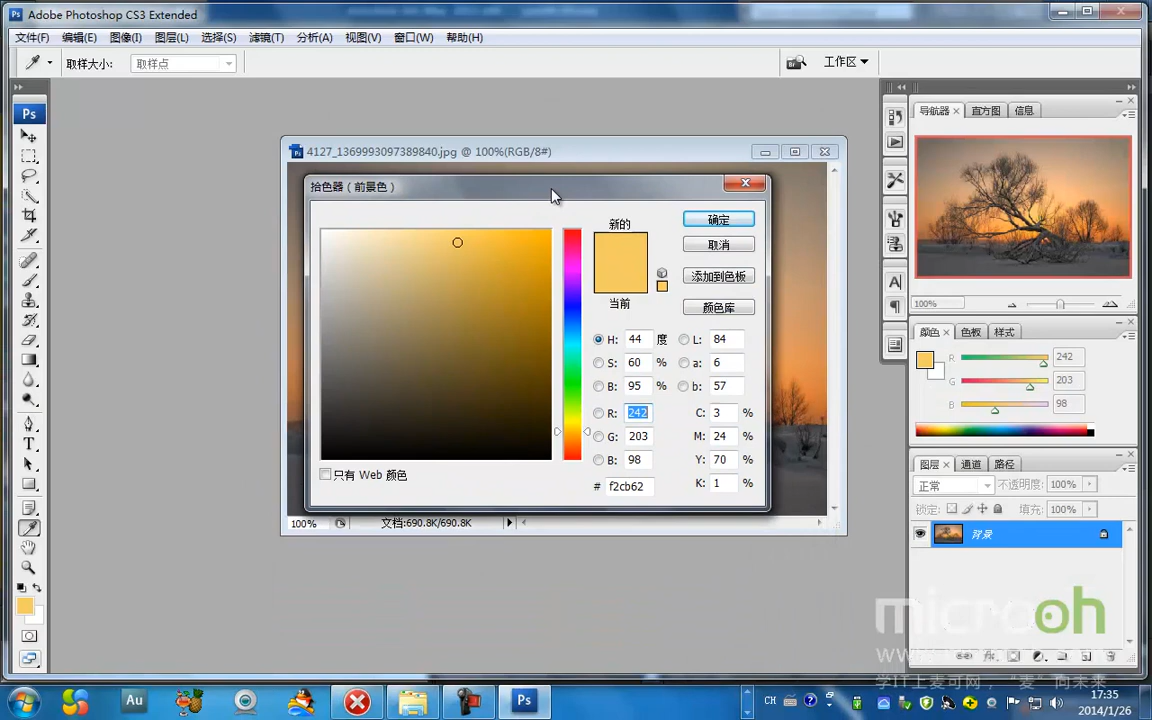 Ps Adobe Photoshop CS3 Extended
文件(F) 编辑(E) 图像(I) 图层(L) 选择(S) 滤镜(T) 分析(A) 视图(V) 窗口(W) 帮助(H)
取样大小: 取样点 工作区
Ps
导航器 直方图 信息
4127_1369993097389840.jpg @ 100%(RGB/8#)
拾色器（前景色）
新的
确定
取消
当前
添加到色板
颜色库
H: 44 度 L: 84
S: 60 % a: 6
B: 95 % b: 57
R: 242 C: 3 %
G: 203 M: 24 %
B: 98 Y: 70 %
# f2cb62 K: 1 %
只有 Web 颜色
100% 文档:690.8K/690.8K
100%
颜色 色板 样式
R 242
G 203
B 98
图层 通道 路径
正常 不透明度: 100%
锁定: 填充: 100%
背景
microoh
学IT上麦可网，“麦”向未来
Au Ps CH 17:35
2014/1/26